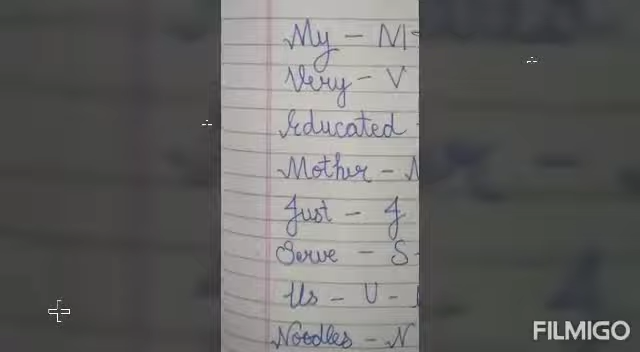 My - M -
Very - V
Educated -
Mother - M
Just - J
Serve - S -
Us - U -
Noodles - N
FILMIGO